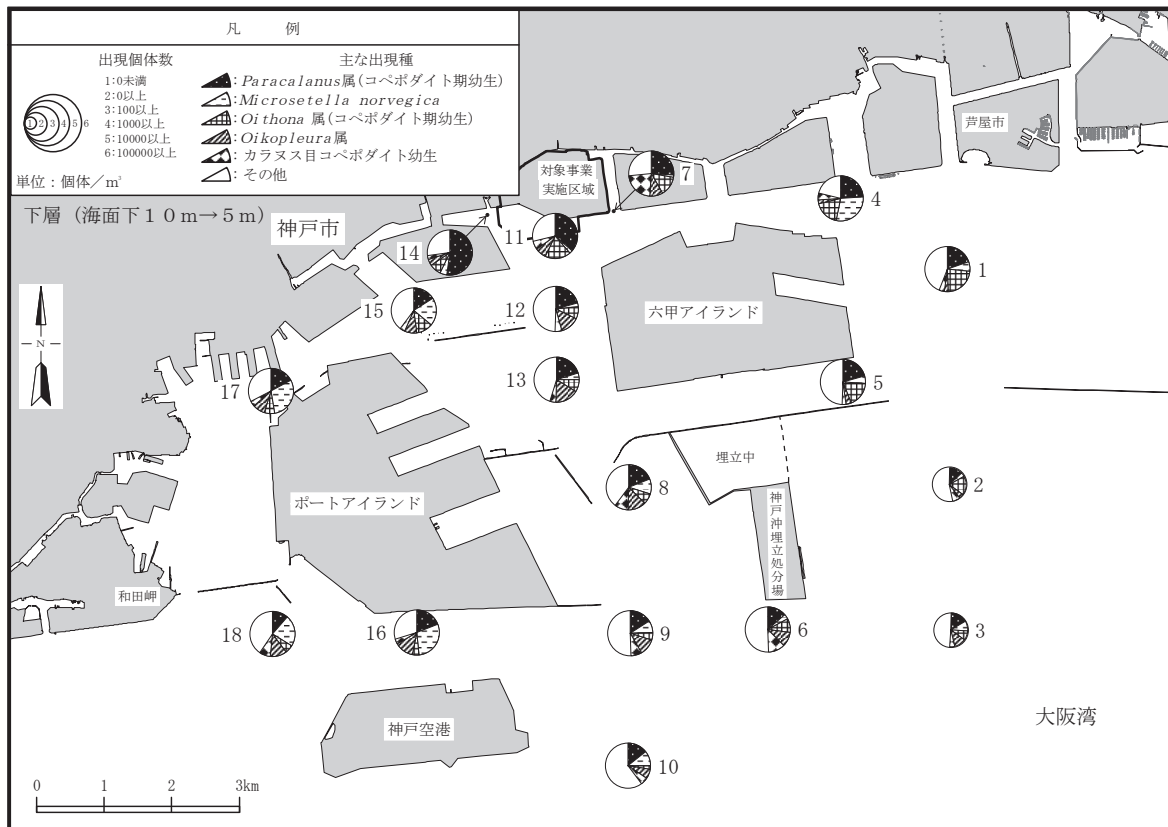 凡 例
出現個体数
1:0未満
2:0以上
3:100以上
4:1000以上
5:10000以上
6:100000以上
1 2 3 4 5 6
単位：個体／m³
主な出現種
：Paracalanus属(コペポダイト期幼生)
：Microsetella norvegica
：Oithona 属(コペポダイト期幼生)
：Oikopleura属
：カラヌス目コペポダイト幼生
：その他
下層（海面下１０m→５m）
神戸市
対象事業
実施区域
芦屋市
7
4
14
11
1
15
12
六甲アイランド
13
17
5
N
埋立中
8
2
ポートアイランド
神戸沖埋立処分場
和田岬
18
16
9
6
3
神戸空港
大阪湾
10
0 1 2 3km